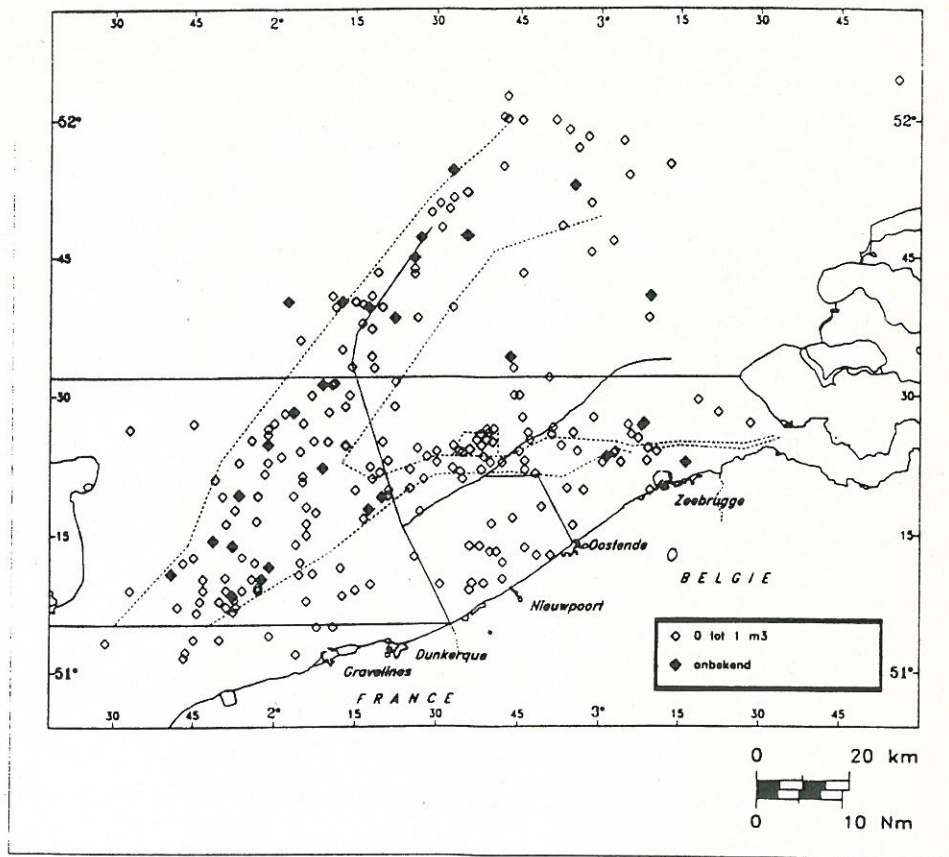 30 2° 15 30 45 3° 15 30 45
52° 52°
45 45
30 30
Zeebrugge
15 15
Oostende
BELGIE
Nieuwpoort
0 tot 1 m3
Dunkerque
onbekend
51° Gravelines 51°
FRANCE
30 2° 15 30 45 3° 15 30 45
0 20 km
0 10 Nm